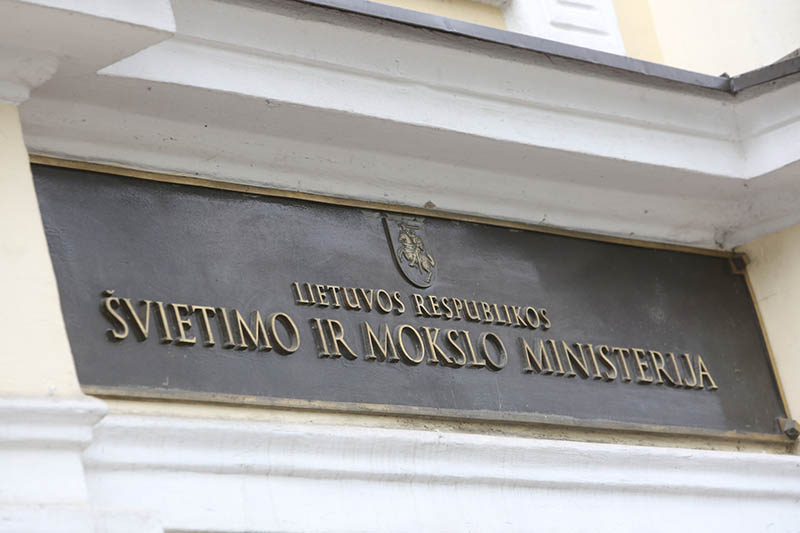 LIETUVOS RESPUBLIKOS
ŠVIETIMO IR MOKSLO MINISTERIJA